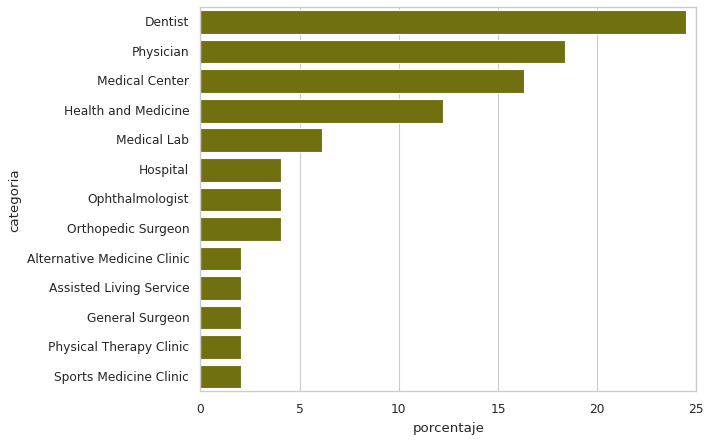 Dentist
Physician
Medical Center
Health and Medicine
Medical Lab
Hospital
Ophthalmologist
Orthopedic Surgeon
Alternative Medicine Clinic
Assisted Living Service
General Surgeon
Physical Therapy Clinic
Sports Medicine Clinic
categoria
0 5 10 15 20 25
porcentaje